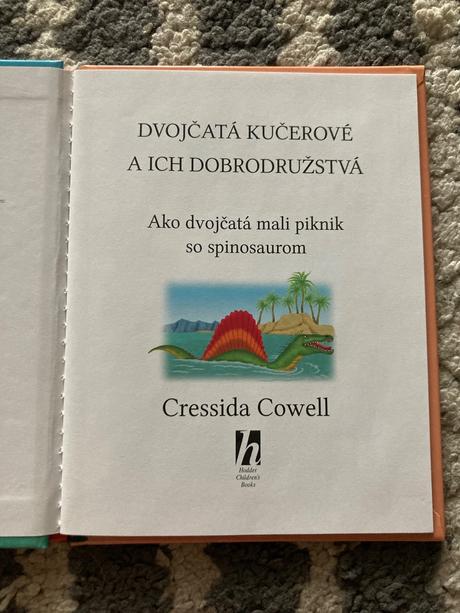 DVOJČATÁ KUČEROVÉ
A ICH DOBRODRUŽSTVÁ
Ako dvojčatá mali piknik
so spinosaurom
Cressida Cowell
h
Hodder
Children's
Books